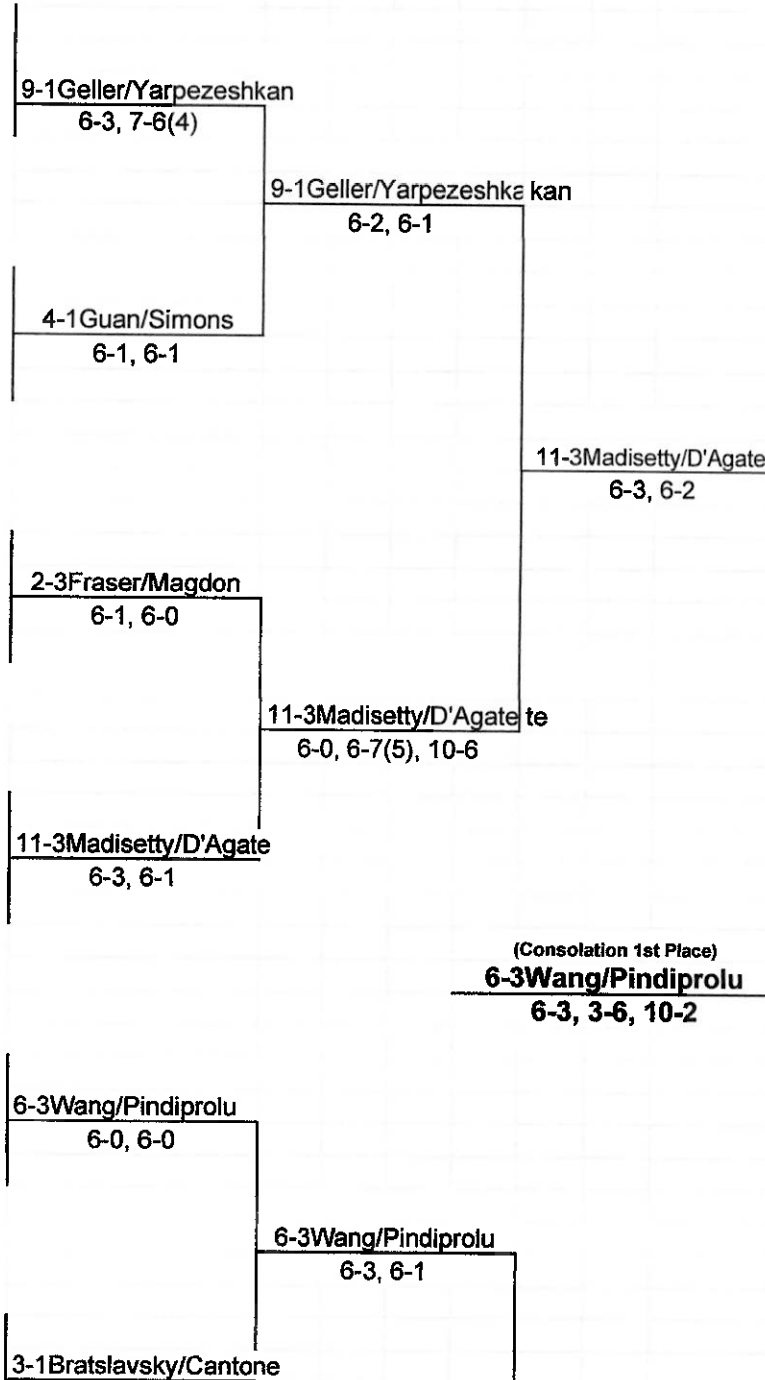 9-1Geller/Yarpezeshkan
6-3, 7-6(4)
9-1Geller/Yarpezeshka kan
6-2, 6-1
4-1Guan/Simons
6-1, 6-1
11-3Madisetty/D'Agate
6-3, 6-2
2-3Fraser/Magdon
6-1, 6-0
11-3Madisetty/D'Agate te
6-0, 6-7(5), 10-6
11-3Madisetty/D'Agate
6-3, 6-1
(Consolation 1st Place)
6-3Wang/Pindiprolu
6-3, 3-6, 10-2
6-3Wang/Pindiprolu
6-0, 6-0
6-3Wang/Pindiprolu
6-3, 6-1
3-1Bratslavsky/Cantone